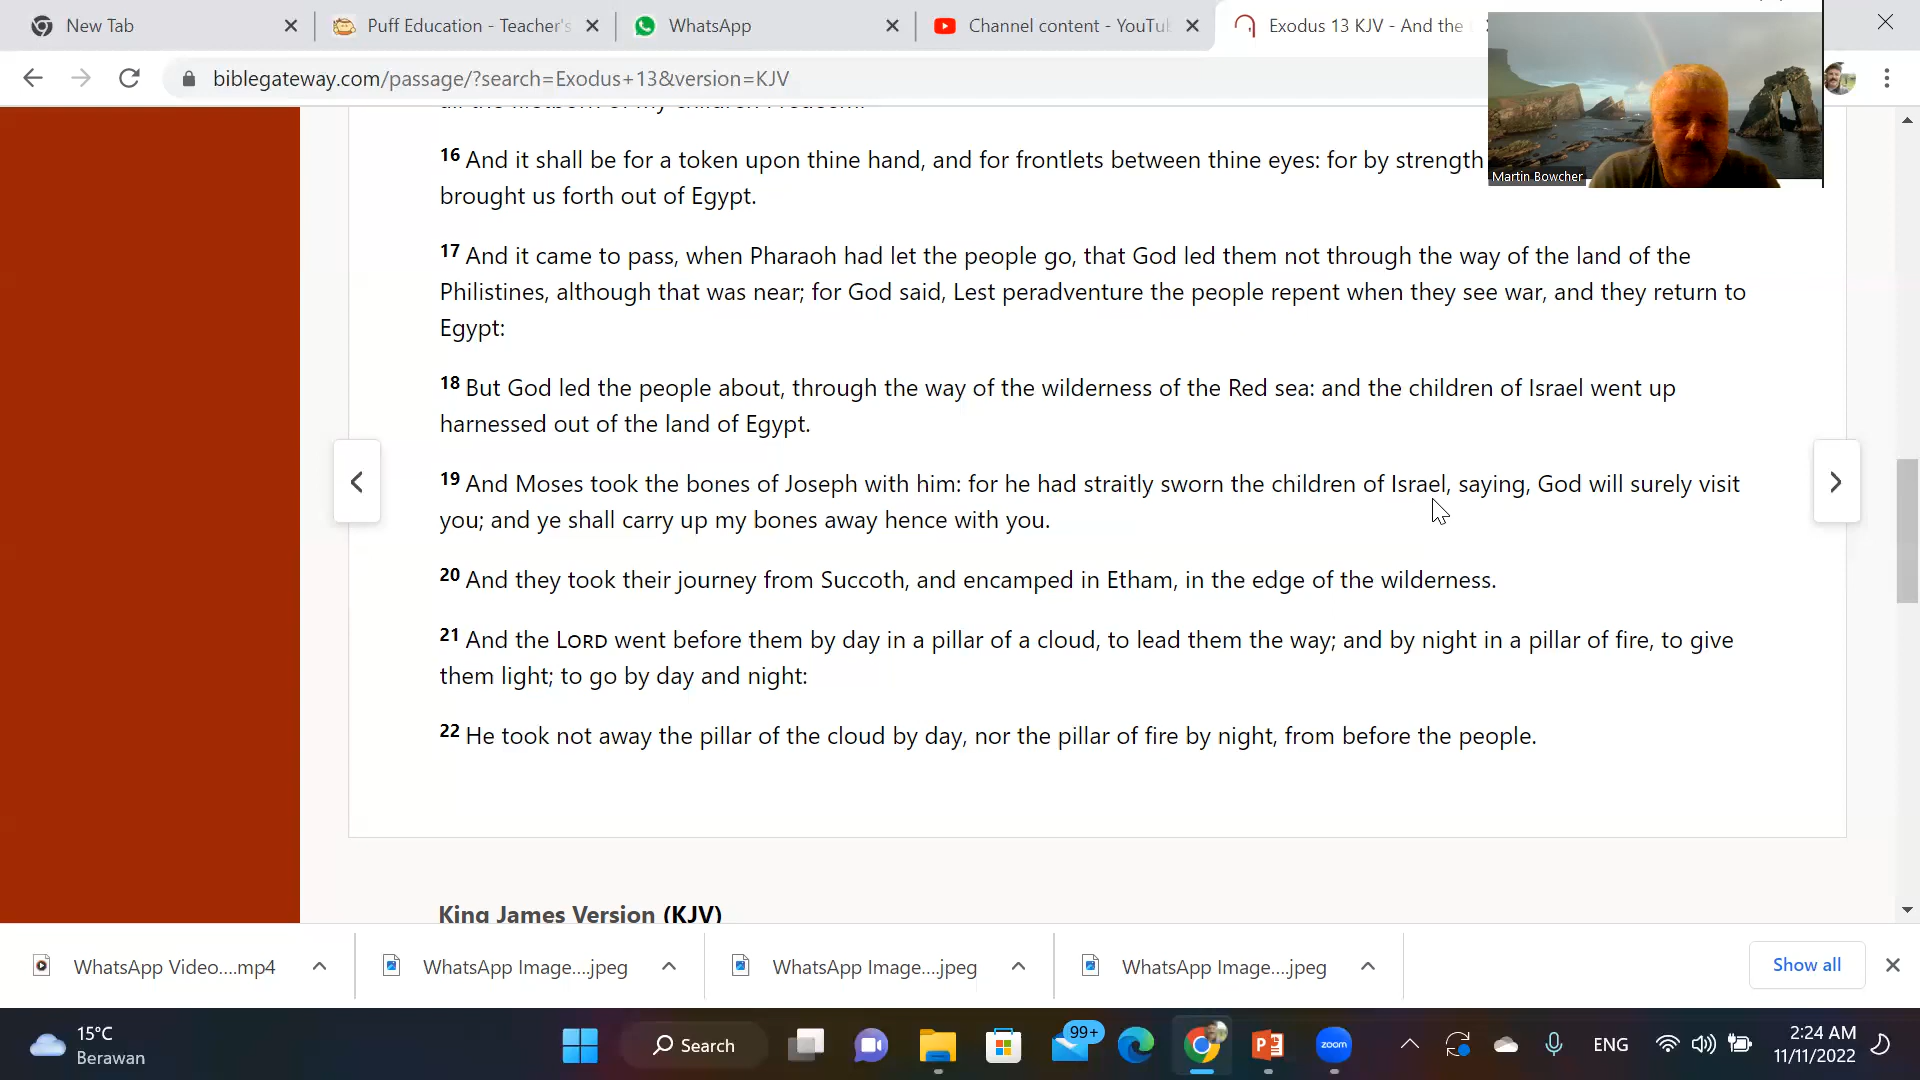 New Tab
Puff Education - Teacher's
WhatsApp
Channel content - YouTu
Exodus 13 KJV - And the
biblegateway.com/passage/?search=Exodus+13&version=KJV
Martin Bowcher
16 And it shall be for a token upon thine hand, and for frontlets between thine eyes: for by strength
brought us forth out of Egypt.
17 And it came to pass, when Pharaoh had let the people go, that God led them not through the way of the land of the
Philistines, although that was near; for God said, Lest peradventure the people repent when they see war, and they return to
Egypt:
18 But God led the people about, through the way of the wilderness of the Red sea: and the children of Israel went up
harnessed out of the land of Egypt.
19 And Moses took the bones of Joseph with him: for he had straitly sworn the children of Israel, saying, God will surely visit
you; and ye shall carry up my bones away hence with you.
20 And they took their journey from Succoth, and encamped in Etham, in the edge of the wilderness.
21 And the LORD went before them by day in a pillar of a cloud, to lead them the way; and by night in a pillar of fire, to give
them light; to go by day and night:
22 He took not away the pillar of the cloud by day, nor the pillar of fire by night, from before the people.
King James Version (KJV)
WhatsApp Video....mp4
WhatsApp Image....jpeg
WhatsApp Image....jpeg
WhatsApp Image....jpeg
Show all
15°C
Berawan
Search
99+
zoom
ENG
2:24 AM
11/11/2022